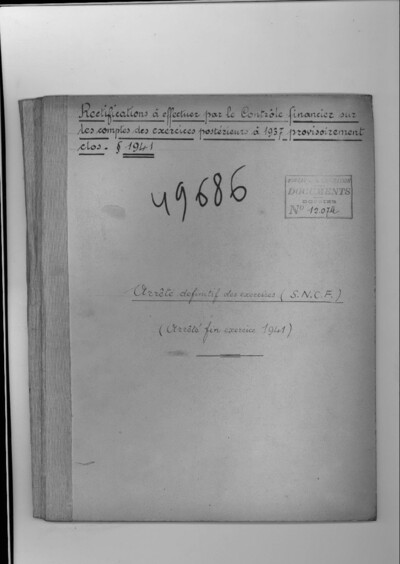 Rectifications à effectuer par le Contrôle financier sur
les comptes des exercices postérieurs à 1937 provisoirement
clos. § 1941
49686
DOCUMENTS
N° 12.074
Arrêté définitif des exercices (S.N.C.F.)
(Arrêté fin exercice 1941)